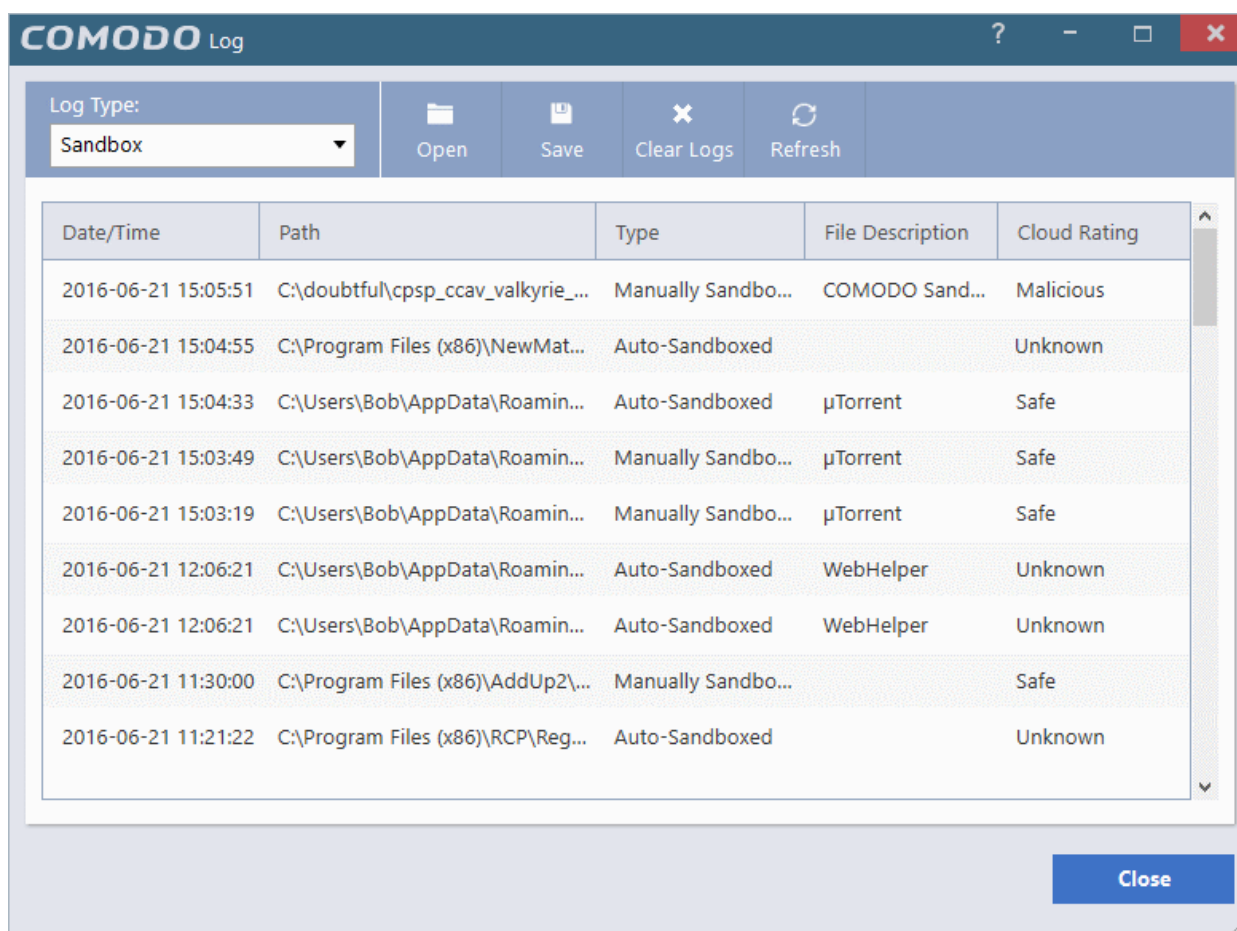 COMODO Log
?
Log Type:
Sandbox
Open
Save
Clear Logs
Refresh
Date/Time Path Type File Description Cloud Rating
2016-06-21 15:05:51 C:\doubtful\cpsp_ccav_valkyrie_... Manually Sandbo... COMODO Sand... Malicious
2016-06-21 15:04:55 C:\Program Files (x86)\NewMat... Auto-Sandboxed Unknown
2016-06-21 15:04:33 C:\Users\Bob\AppData\Roamin... Auto-Sandboxed µTorrent Safe
2016-06-21 15:03:49 C:\Users\Bob\AppData\Roamin... Manually Sandbo... µTorrent Safe
2016-06-21 15:03:19 C:\Users\Bob\AppData\Roamin... Manually Sandbo... µTorrent Safe
2016-06-21 12:06:21 C:\Users\Bob\AppData\Roamin... Auto-Sandboxed WebHelper Unknown
2016-06-21 12:06:21 C:\Users\Bob\AppData\Roamin... Auto-Sandboxed WebHelper Unknown
2016-06-21 11:30:00 C:\Program Files (x86)\AddUp2\... Manually Sandbo... Safe
2016-06-21 11:21:22 C:\Program Files (x86)\RCP\Reg... Auto-Sandboxed Unknown
Close